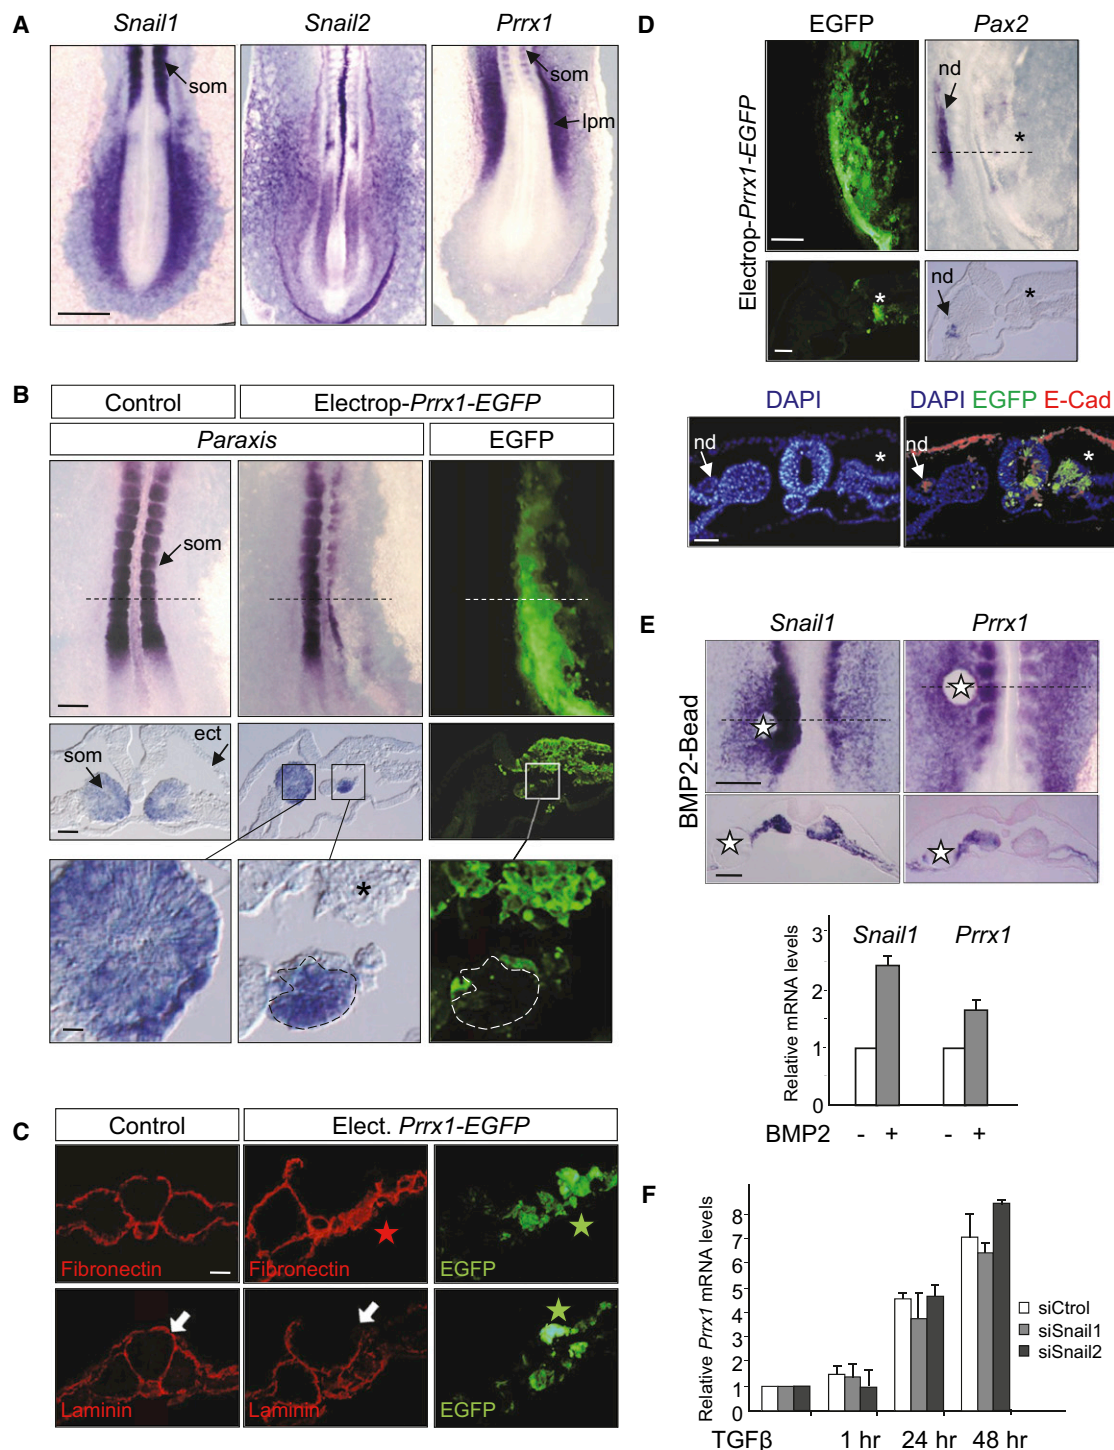 A
Snail1
Snail2
Prrx1
som
som
lpm
B
Control
Electrop-Prrx1-EGFP
Paraxis
EGFP
som
som
ect
*
C
Control
Elect. Prrx1-EGFP
Fibronectin
Fibronectin
EGFP
Laminin
Laminin
EGFP
D
EGFP
Pax2
Electrop-Prrx1-EGFP
nd
*
*
nd
*
DAPI
DAPI EGFP E-Cad
nd
*
nd
*
E
Snail1
Prrx1
BMP2-Bead
Relative mRNA levels
3
2
1
0
Snail1
Prrx1
BMP2
- + - +
F
Relative Prrx1 mRNA levels
8
7
6
5
4
3
2
1
0
siCtrol
siSnail1
siSnail2
TGFβ
1 hr
24 hr
48 hr